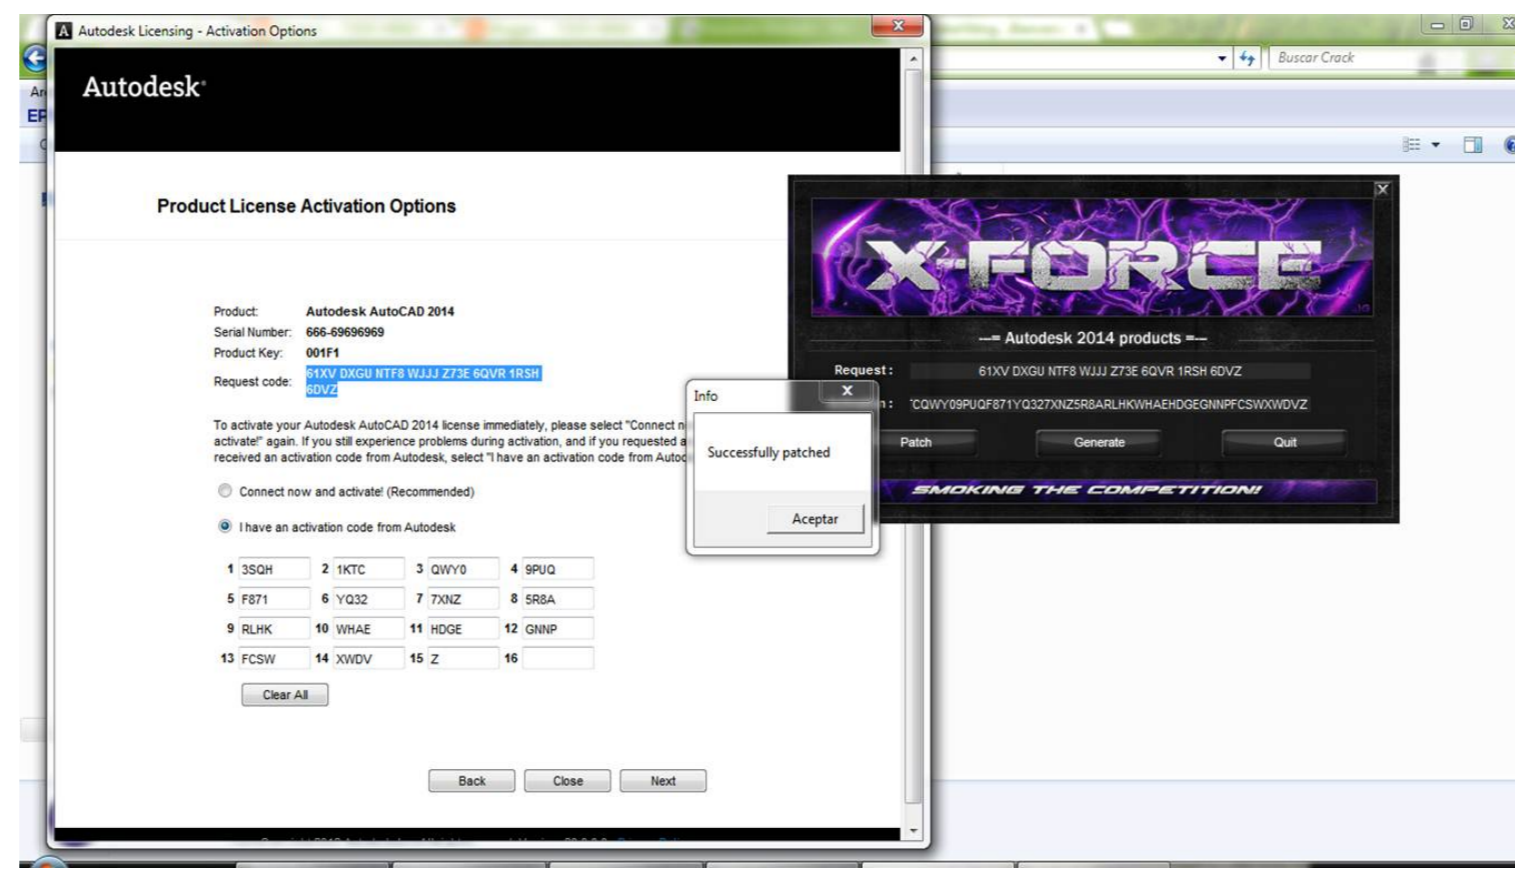 Autodesk Licensing - Activation Options
Buscar Crack
Autodesk
Product License Activation Options
Product: Autodesk AutoCAD 2014
Serial Number: 666-69696969
Product Key: 001F1
Request code: 61XV DXGU NTF8 WJJJ Z73E 6QVR 1RSH
6DVZ
To activate your Autodesk AutoCAD 2014 license immediately, please select "Connect n
activate!" again. If you still experience problems during activation, and if you requested a
received an activation code from Autodesk, select "I have an activation code from Autod
Connect now and activate! (Recommended)
I have an activation code from Autodesk
1 3SQH 2 1KTC 3 QWY0 4 9PUQ
5 F871 6 YQ32 7 7XNZ 8 5R8A
9 RLHK 10 WHAE 11 HDGE 12 GNNP
13 FCSW 14 XWDV 15 Z 16
Clear All
Back Close Next
X-FORCE
---= Autodesk 2014 products =---
Request: 61XV DXGU NTF8 WJJJ Z73E 6QVR 1RSH 6DVZ
n: CQWY09PUQF871YQ327XNZ5R8ARLHKWHAEHDGEGNNPFCSWXWDVZ
Patch Generate Quit
SMOKING THE COMPETITION!
Info
Successfully patched
Aceptar